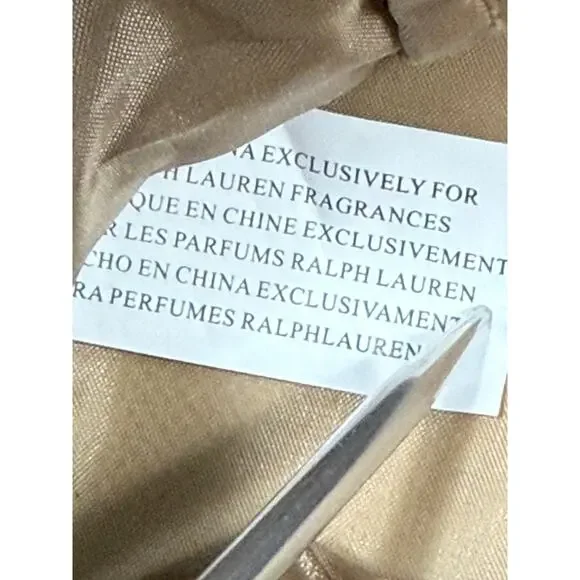 NA EXCLUSIVELY FOR
H LAUREN FRAGRANCES
QUE EN CHINE EXCLUSIVEMENT
R LES PARFUMS RALPH LAUREN
CHO EN CHINA EXCLUSIVAMENT
RA PERFUMES RALPHLAUREN